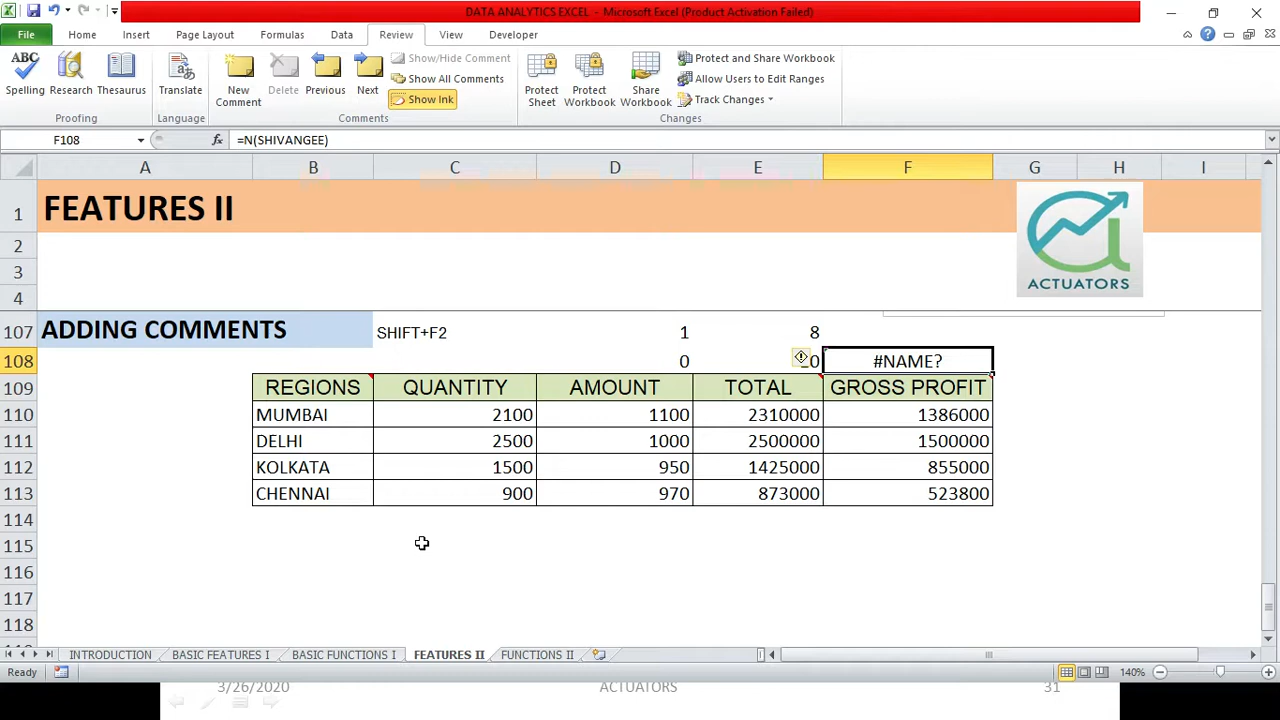 DATA ANALYTICS EXCEL - Microsoft Excel (Product Activation Failed)
File Home Insert Page Layout Formulas Data Review View Developer
ABC
Spelling Research Thesaurus
Proofing
Translate
Language
New Comment Delete Previous Next
Show/Hide Comment
Show All Comments
Show Ink
Comments
Protect Sheet Protect Workbook Share Workbook
Protect and Share Workbook
Allow Users to Edit Ranges
Track Changes
Changes
F108 fx =N(SHIVANGEE)
A B C D E F G H I
1 FEATURES II
ACTUATORS
2
3
4
107 ADDING COMMENTS SHIFT+F2 1 8
108 0 0 #NAME?
109 REGIONS QUANTITY AMOUNT TOTAL GROSS PROFIT
110 MUMBAI 2100 1100 2310000 1386000
111 DELHI 2500 1000 2500000 1500000
112 KOLKATA 1500 950 1425000 855000
113 CHENNAI 900 970 873000 523800
114
115
116
117
118
INTRODUCTION BASIC FEATURES I BASIC FUNCTIONS I FEATURES II FUNCTIONS II
Ready 140%
3/26/2020 ACTUATORS 31